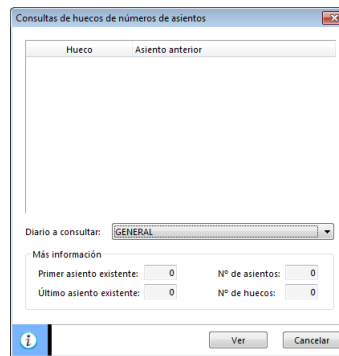 Consultas de huecos de números de asientos
Hueco Asiento anterior
Diario a consultar: GENERAL
Más información
Primer asiento existente: 0 Nº de asientos: 0
Último asiento existente: 0 Nº de huecos: 0
i Ver Cancelar